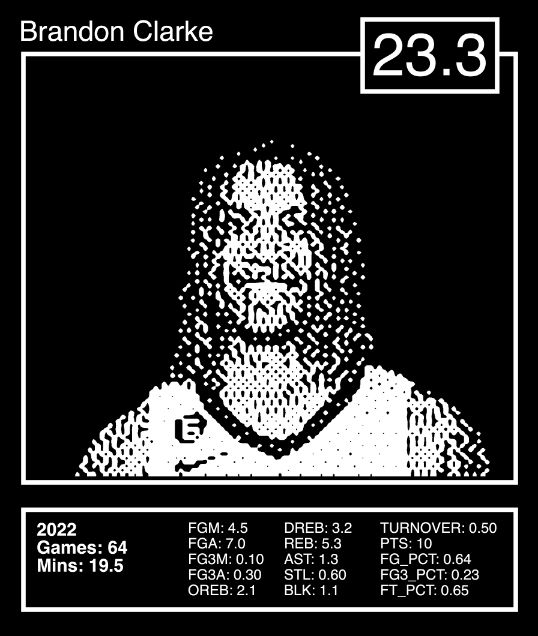 Brandon Clarke
23.3
2022
Games: 64
Mins: 19.5
FGM: 4.5
FGA: 7.0
FG3M: 0.10
FG3A: 0.30
OREB: 2.1
DREB: 3.2
REB: 5.3
AST: 1.3
STL: 0.60
BLK: 1.1
TURNOVER: 0.50
PTS: 10
FG_PCT: 0.64
FG3_PCT: 0.23
FT_PCT: 0.65